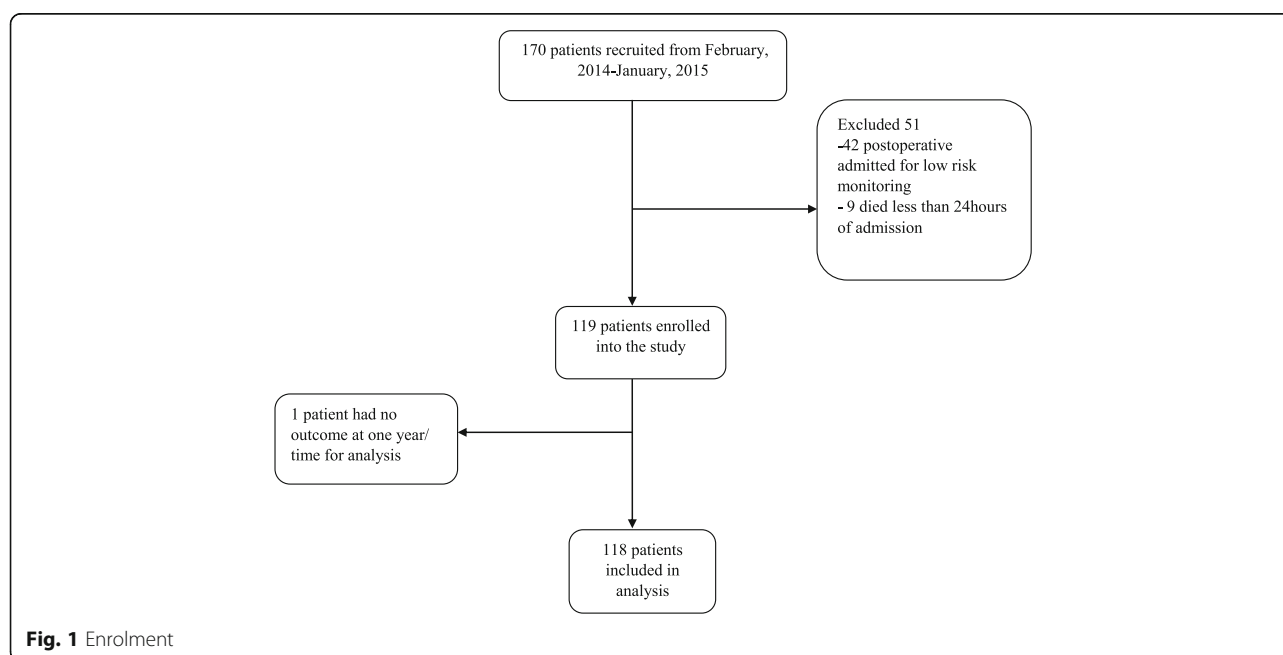 170 patients recruited from February,
2014-January, 2015
Excluded 51
-42 postoperative
admitted for low risk
monitoring
- 9 died less than 24hours
of admission
119 patients enrolled
into the study
1 patient had no
outcome at one year/
time for analysis
118 patients
included in
analysis
Fig. 1 Enrolment